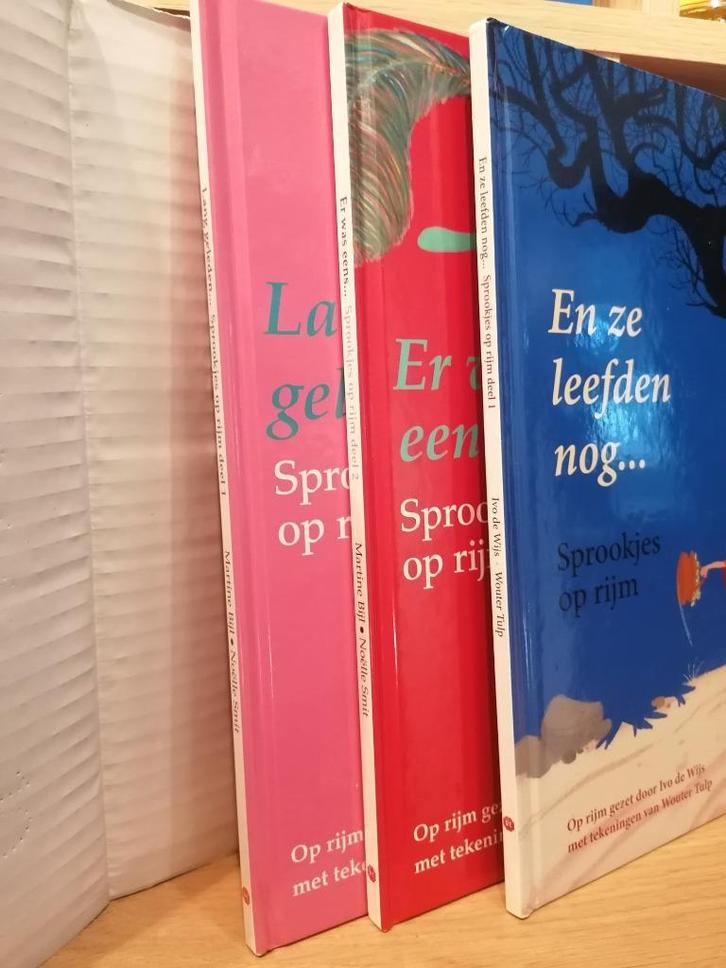 Lang geleden... Sprookjes op rijm deel 1
Martine Bijl • Noëlle Smit
La
gel
Spro
op r
Op rijm
met teke
Er was eens... Sprookjes op rijm deel 2
Martine Bijl • Noëlle Smit
Er w
een
Sproo
op rij
Op rijm gez
met tekenin
En ze leefden nog... Sprookjes op rijm deel 1
Ivo de Wijs · Wouter Tulp
En ze
leefden
nog...
Sprookjes
op rijm
Op rijm gezet door Ivo de Wijs
met tekeningen van Wouter Tulp